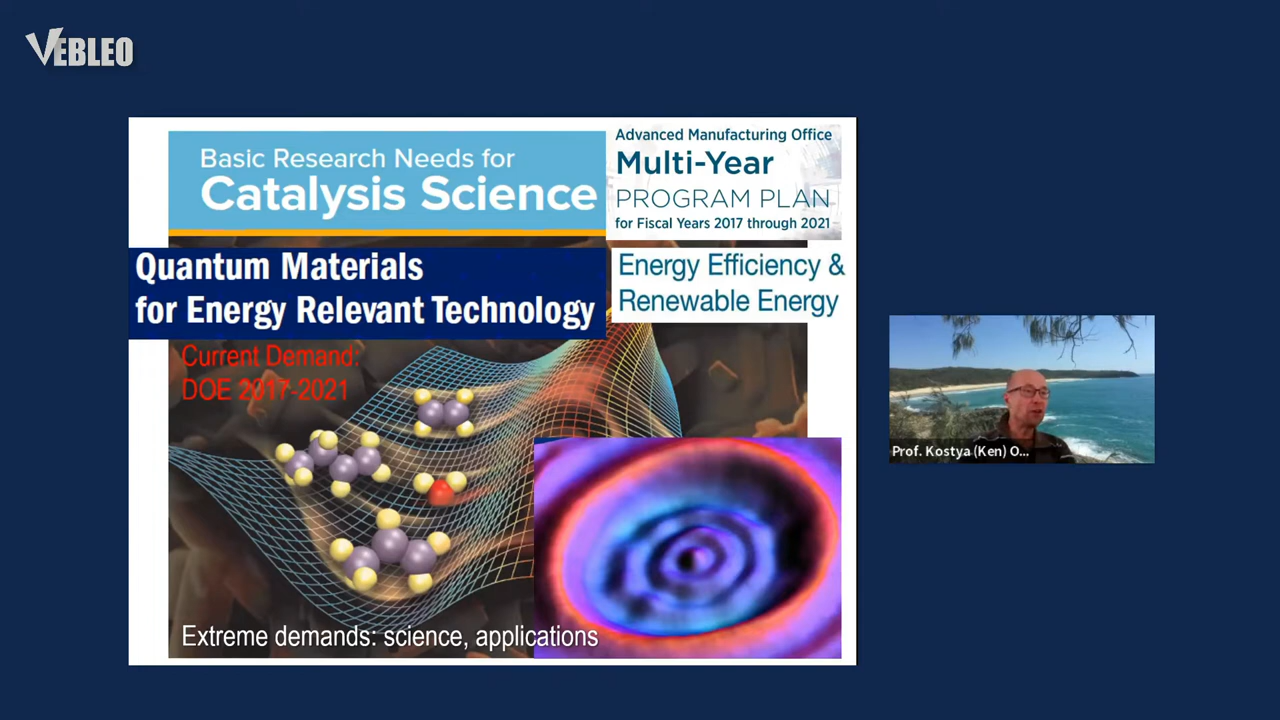 VEBLEO
Basic Research Needs for
Catalysis Science
Advanced Manufacturing Office
Multi-Year
PROGRAM PLAN
for Fiscal Years 2017 through 2021
Quantum Materials
for Energy Relevant Technology
Energy Efficiency &
Renewable Energy
Current Demand:
DOE 2017-2021
Extreme demands: science, applications
Prof. Kostya (Ken) O...